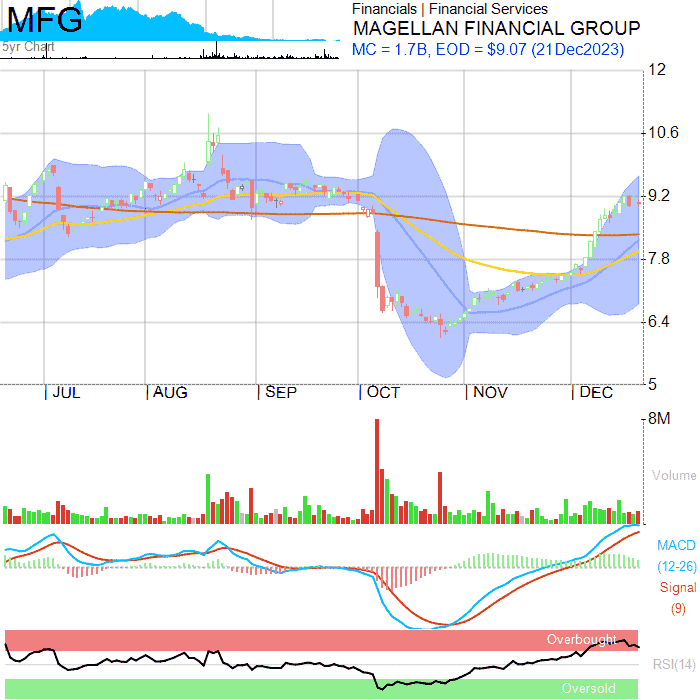 MFG
5yr Chart
Financials | Financial Services
MAGELLAN FINANCIAL GROUP
MC = 1.7B, EOD = $9.07 (21Dec2023)
12
10.6
9.2
7.8
6.4
5
JUL
AUG
SEP
OCT
NOV
DEC
8M
Volume
MACD
(12-26)
Signal
(9)
Overbought
RSI(14)
Oversold